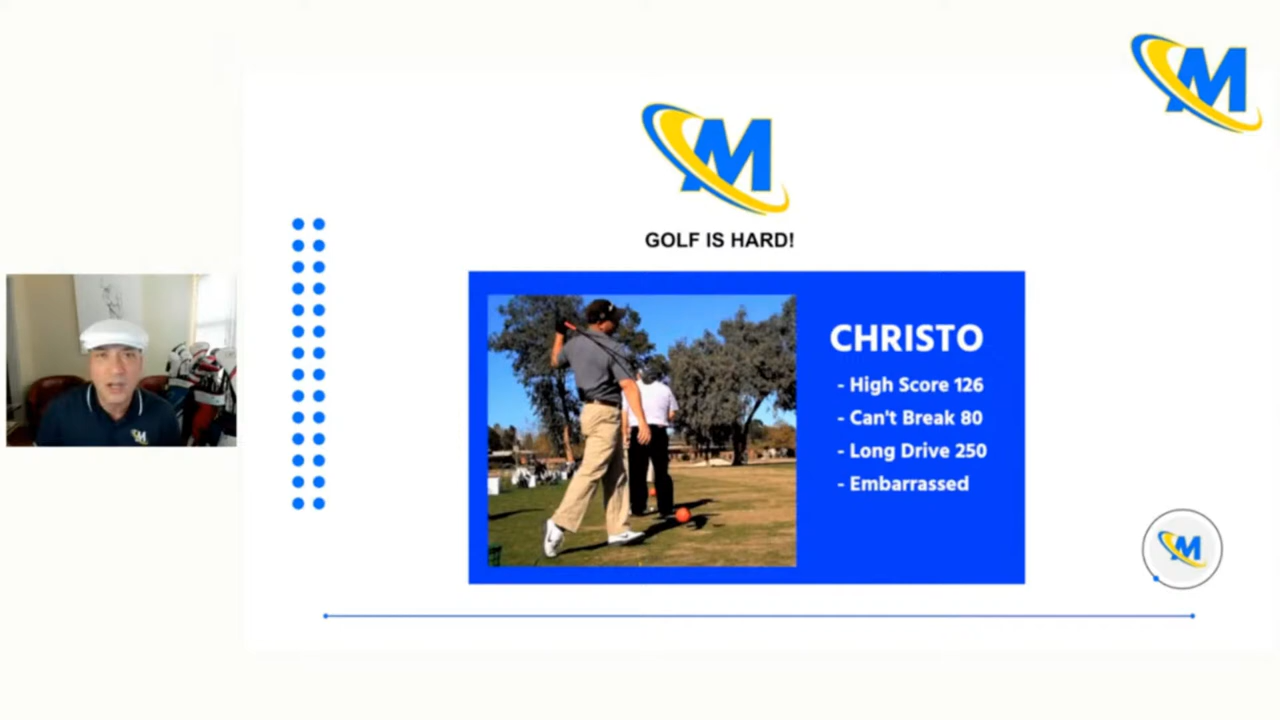 M
M
GOLF IS HARD!
CHRISTO
- High Score 126
- Can't Break 80
- Long Drive 250
- Embarrassed
M
M